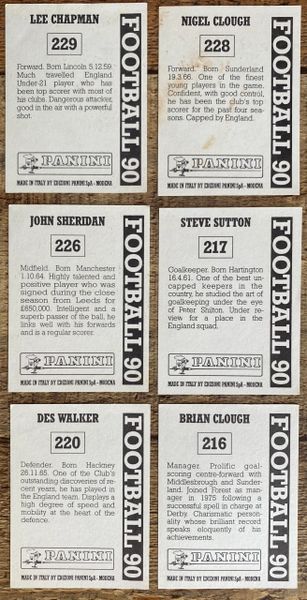 LEE CHAPMAN
229
Forward. Born Lincoln 5.12.59.
Much travelled England
Under-21 player who has
been top scorer with most of
his clubs. Dangerous attacker,
good in the air with a powerful
shot.
PANINI
MADE IN ITALY BY EDIZIONI PANINI SpA - MODENA
FOOTBALL 90
NIGEL CLOUGH
228
Forward. Born Sunderland
19.3.66. One of the finest
young players in the game.
Confident, with good control,
he has been the club's top
scorer for the past four sea-
sons. Capped by England.
PANINI
MADE IN ITALY BY EDIZIONI PANINI SpA - MODENA
FOOTBALL 90
JOHN SHERIDAN
226
Midfield. Born Manchester
1.10.64. Highly talented and
positive player who was
signed during the close
season from Leeds for
£650,000. Intelligent and a
superb passer of the ball, he
links well with his forwards
and is a regular scorer.
PANINI
MADE IN ITALY BY EDIZIONI PANINI SpA - MODENA
FOOTBALL 90
STEVE SUTTON
217
Goalkeeper. Born Hartington
16.4.61. One of the best un-
capped keepers in the
country, he studied the art of
goalkeeping under the eye
of Peter Shilton. Under re-
view for a place in the
England squad.
PANINI
MADE IN ITALY BY EDIZIONI PANINI SpA - MODENA
FOOTBALL 90
DES WALKER
220
Defender. Born Hackney
26.11.65. One of the Club's
outstanding discoveries of re-
cent years, he has played in
the England team. Displays a
high degree of speed and
mobility at the heart of the
defence.
PANINI
MADE IN ITALY BY EDIZIONI PANINI SpA - MODENA
FOOTBALL 90
BRIAN CLOUGH
216
Manager. Prolific goal-
scoring centre-forward with
Middlesbrough and Sunder-
land. Joined Forest as man-
ager in 1975 following a
successful spell in charge at
Derby. Charismatic person-
ality whose brilliant record
speaks eloquently of his
achievements.
PANINI
MADE IN ITALY BY EDIZIONI PANINI SpA - MODENA
FOOTBALL 90